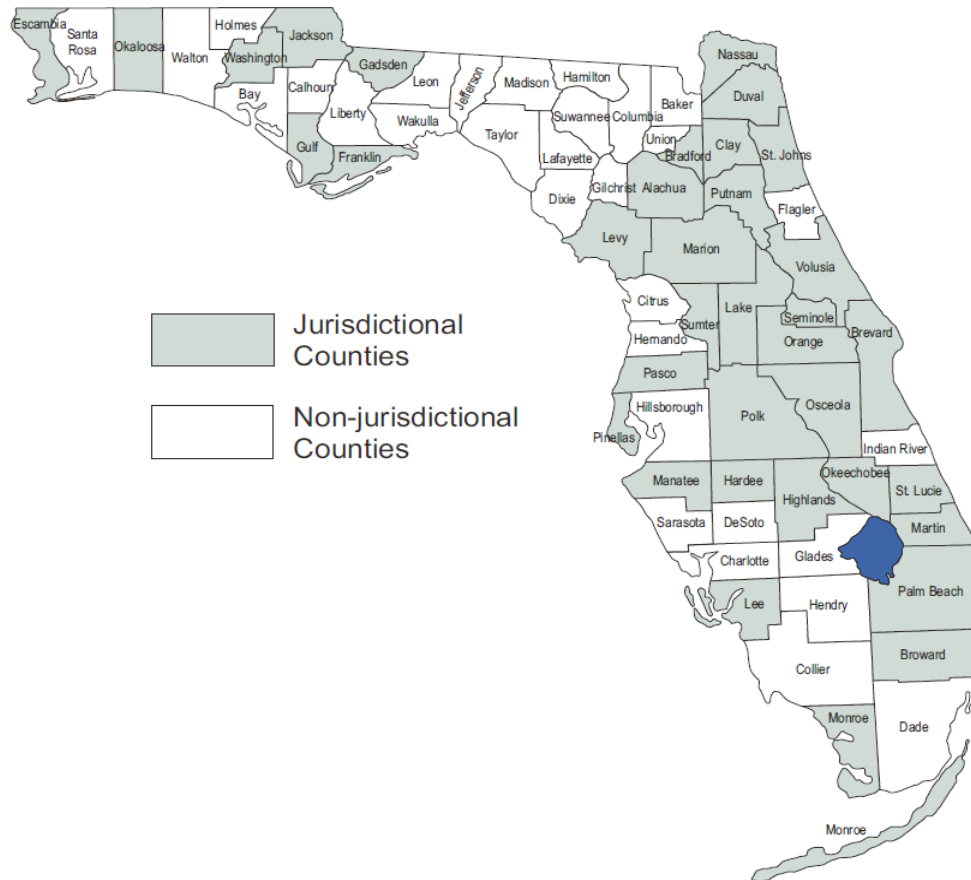 Escambia
Santa
Rosa
Okaloosa
Walton
Holmes
Washington
Jackson
Bay
Calhoun
Gulf
Liberty
Gadsden
Franklin
Leon
Wakulla
Jefferson
Madison
Taylor
Hamilton
Suwannee
Lafayette
Dixie
Columbia
Gilchrist
Baker
Union
Bradford
Alachua
Nassau
Duval
Clay
St. Johns
Putnam
Flagler
Levy
Marion
Volusia
Citrus
Hernando
Sumter
Lake
Seminole
Orange
Brevard
Jurisdictional
Counties
Non-jurisdictional
Counties
Pasco
Hillsborough
Pinellas
Polk
Osceola
Indian River
Okeechobee
Manatee
Hardee
Highlands
St. Lucie
Sarasota
DeSoto
Martin
Charlotte
Glades
Lee
Hendry
Palm Beach
Collier
Broward
Monroe
Dade
Monroe